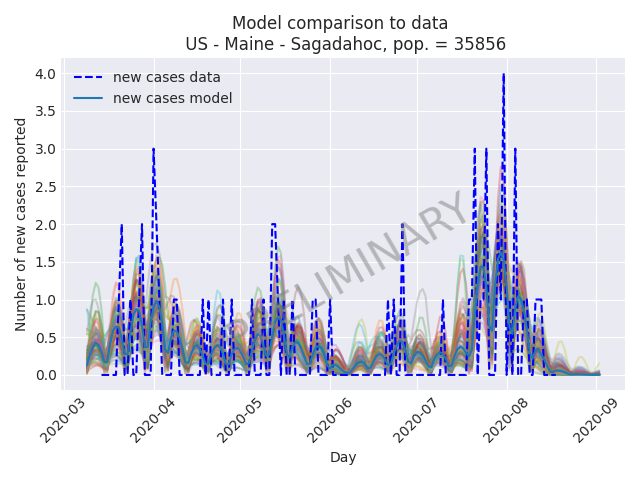 Model comparison to data
US - Maine - Sagadahoc, pop. = 35856
new cases data
new cases model
4.0
3.5
3.0
2.5
2.0
1.5
1.0
0.5
0.0
Number of new cases reported
PRELIMINARY
2020-03
2020-04
2020-05
2020-06
2020-07
2020-08
2020-09
Day